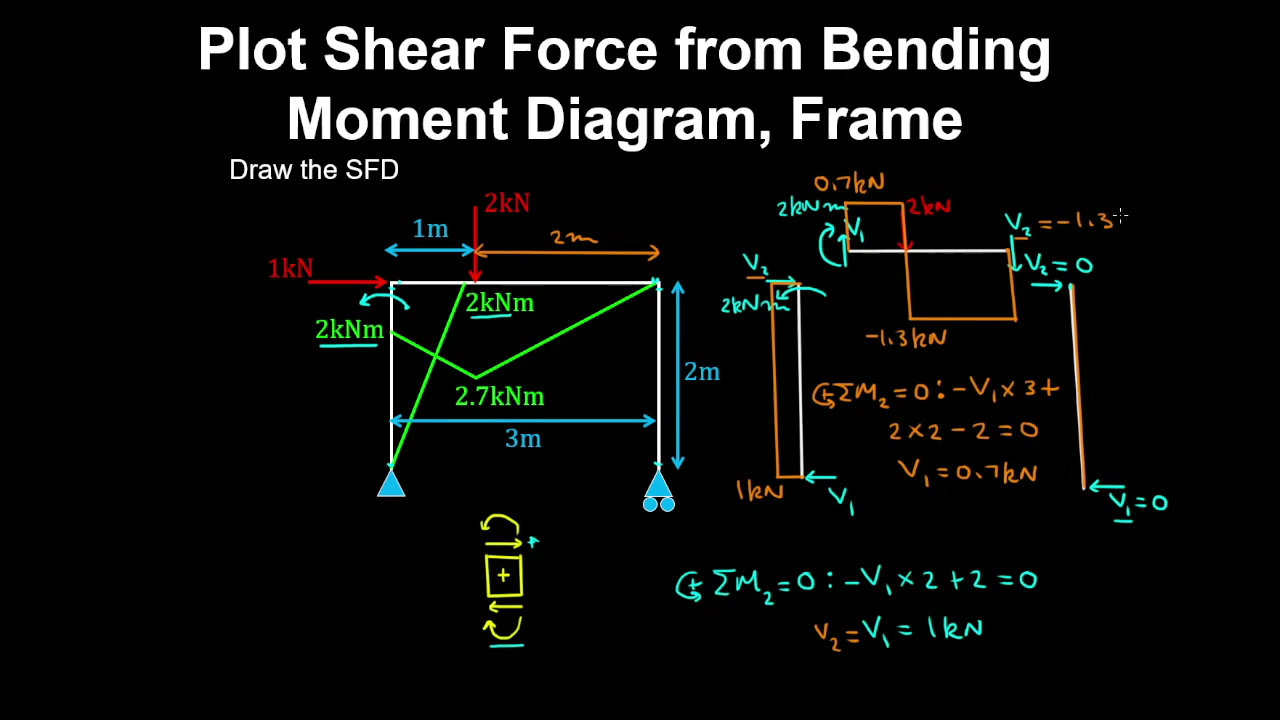 Plot Shear Force from Bending
Moment Diagram, Frame
Draw the SFD
2kN
1m
2m
1kN
2kNm
2kNm
2.7kNm
3m
2m
+
+
0.7kN
2kNm
V₁
2kN
V₂ = -1.3
V₂ = 0
-1.3kN
V₂
2kNm
1kN
V₁
V₁ = 0
+ ΣM₂ = 0 : -V₁ × 3 +
2 × 2 - 2 = 0
V₁ = 0.7kN
+ ΣM₂ = 0 : -V₁ × 2 + 2 = 0
V₂ = V₁ = 1kN